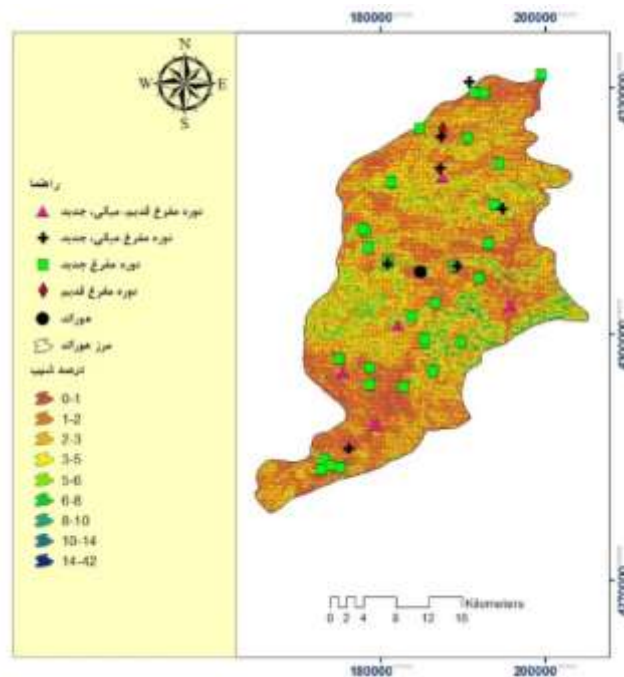 180000 200000
N
W E
S
راهنما
دوره مفرغ قدیم، میانی، جدید
دوره مفرغ میانی، جدید
دوره مفرغ جدید
دوره مفرغ قدیم
هوراند
مرز هوراند
درصد شیب
0-1
1-2
2-3
3-5
5-6
6-8
8-10
10-14
14-42
Kilometers
0 2 4 8 12 16
180000 200000